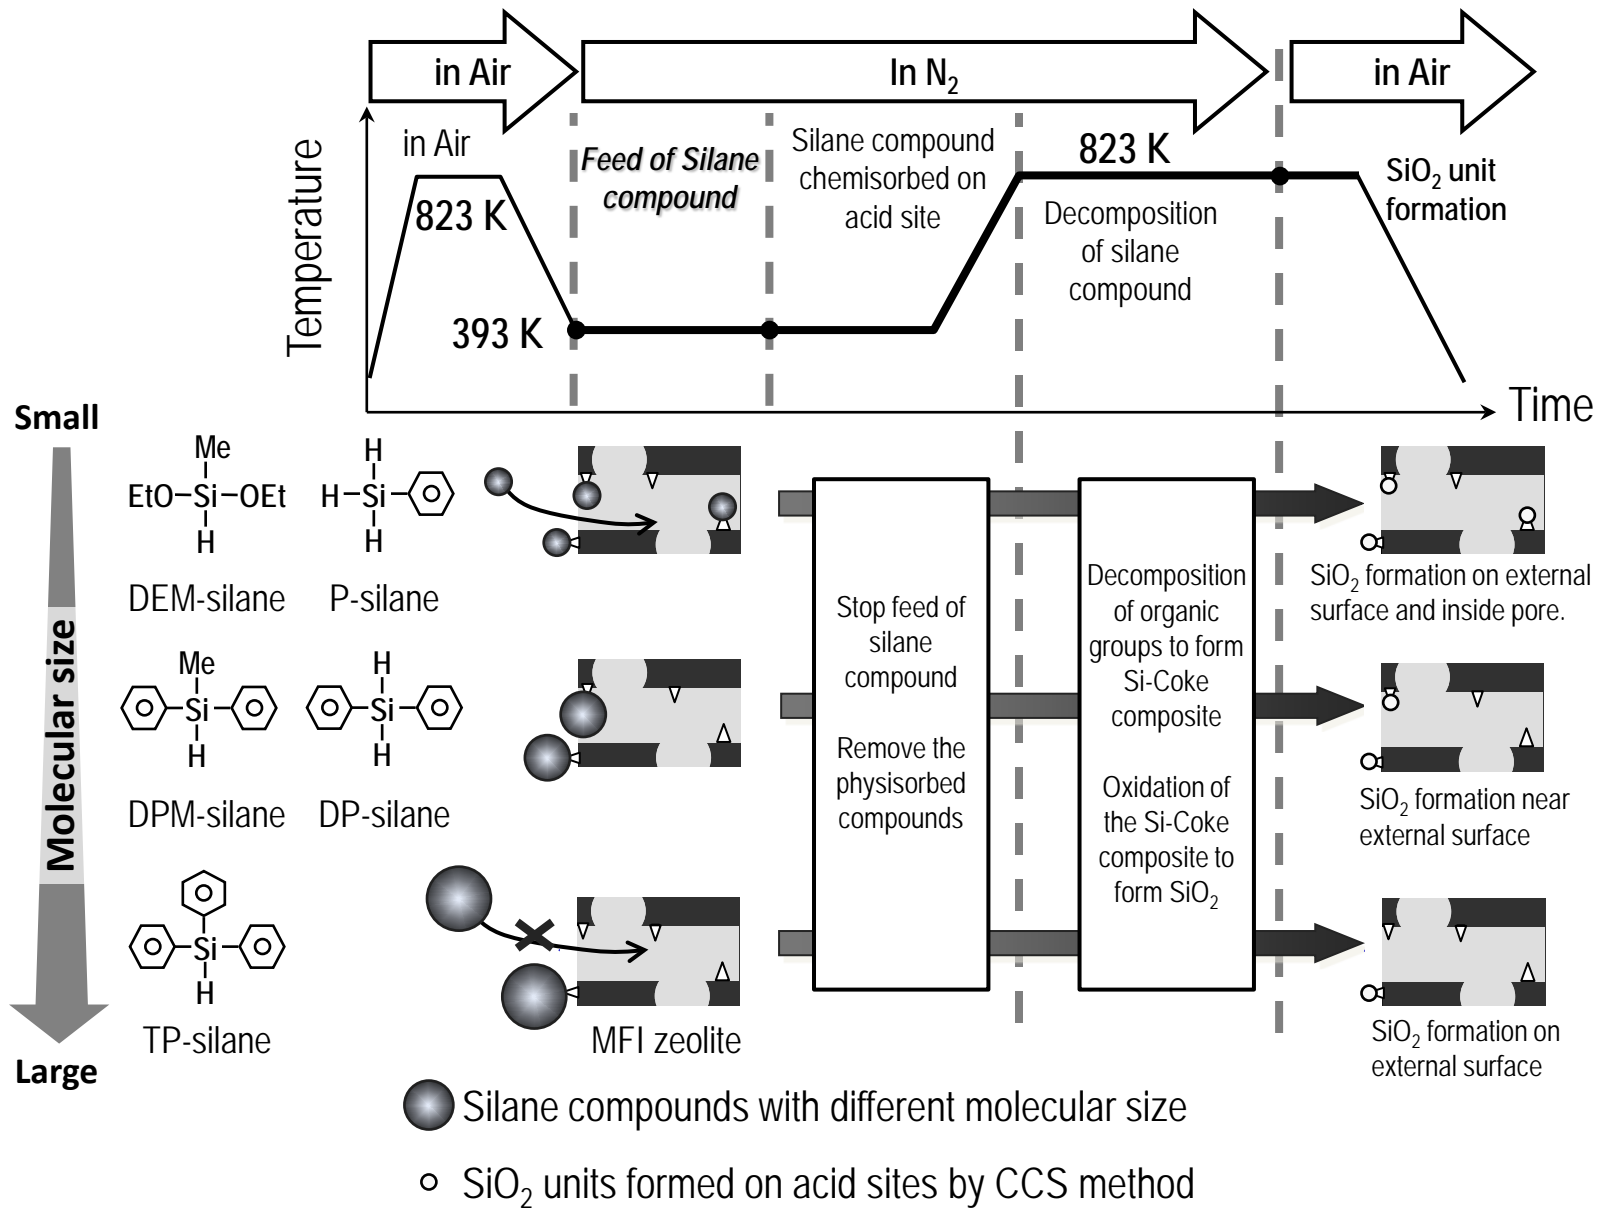 in Air
In N2
in Air
Temperature
in Air
823 K
393 K
Feed of Silane
compound
Silane compound
chemisorbed on
acid site
823 K
Decomposition
of silane
compound
SiO2 unit
formation
Time
Small
Molecular size
Large
Me
EtO–Si–OEt
H
DEM-silane
H
H–Si
H
P-silane
Me
Si
H
DPM-silane
H
Si
H
DP-silane
Si
H
TP-silane
MFI zeolite
Stop feed of
silane
compound
Remove the
physisorbed
compounds
Decomposition
of organic
groups to form
Si-Coke
composite
Oxidation of
the Si-Coke
composite to
form SiO2
SiO2 formation on external
surface and inside pore.
SiO2 formation near
external surface
SiO2 formation on
external surface
Silane compounds with different molecular size
SiO2 units formed on acid sites by CCS method